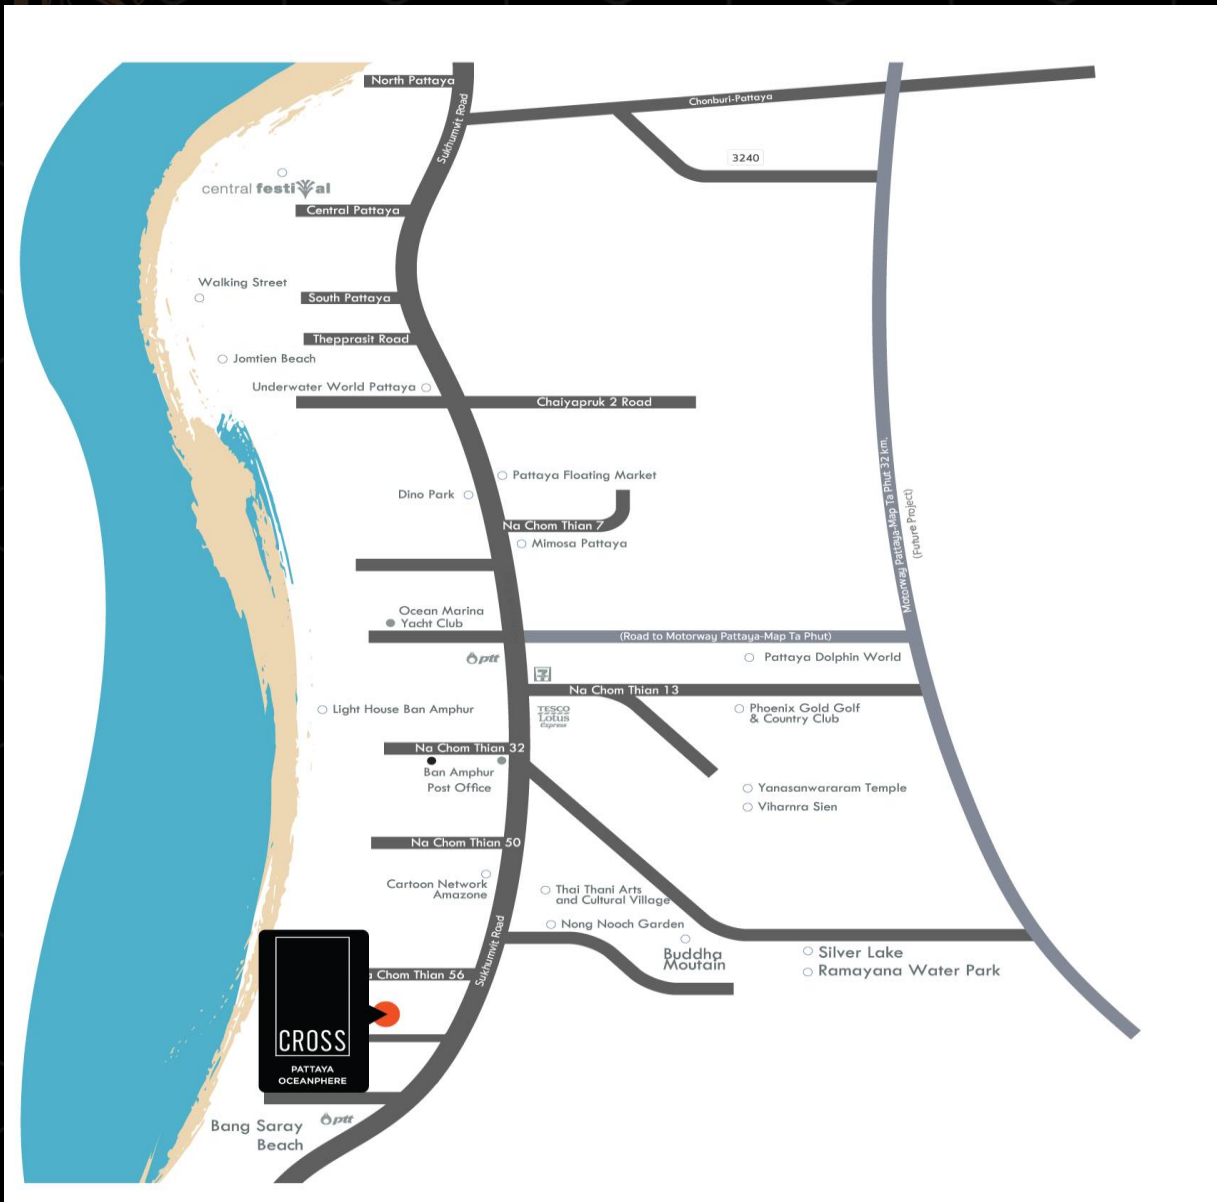 North Pattaya
Sukhumvit Road
Chonburi-Pattaya
3240
central festival
Central Pattaya
Walking Street
South Pattaya
Thepprasit Road
Jomtien Beach
Underwater World Pattaya
Chaiyapruk 2 Road
Motorway Pattaya-Map Ta Phut 32 km.
(Future Project)
Pattaya Floating Market
Dino Park
Na Chom Thian 7
Mimosa Pattaya
Ocean Marina
Yacht Club
(Road to Motorway Pattaya-Map Ta Phut)
ptt
Pattaya Dolphin World
Na Chom Thian 13
Light House Ban Amphur
TESCO
Lotus
Express
Phoenix Gold Golf
& Country Club
Na Chom Thian 32
Ban Amphur
Post Office
Yanasanwararam Temple
Viharnra Sien
Na Chom Thian 50
Cartoon Network
Amazone
Thai Thani Arts
and Cultural Village
Nong Nooch Garden
Sukhumvit Road
Buddha
Moutain
Silver Lake
Ramayana Water Park
a Chom Thian 56
CROSS
PATTAYA
OCEANPHERE
Bang Saray
Beach
ptt